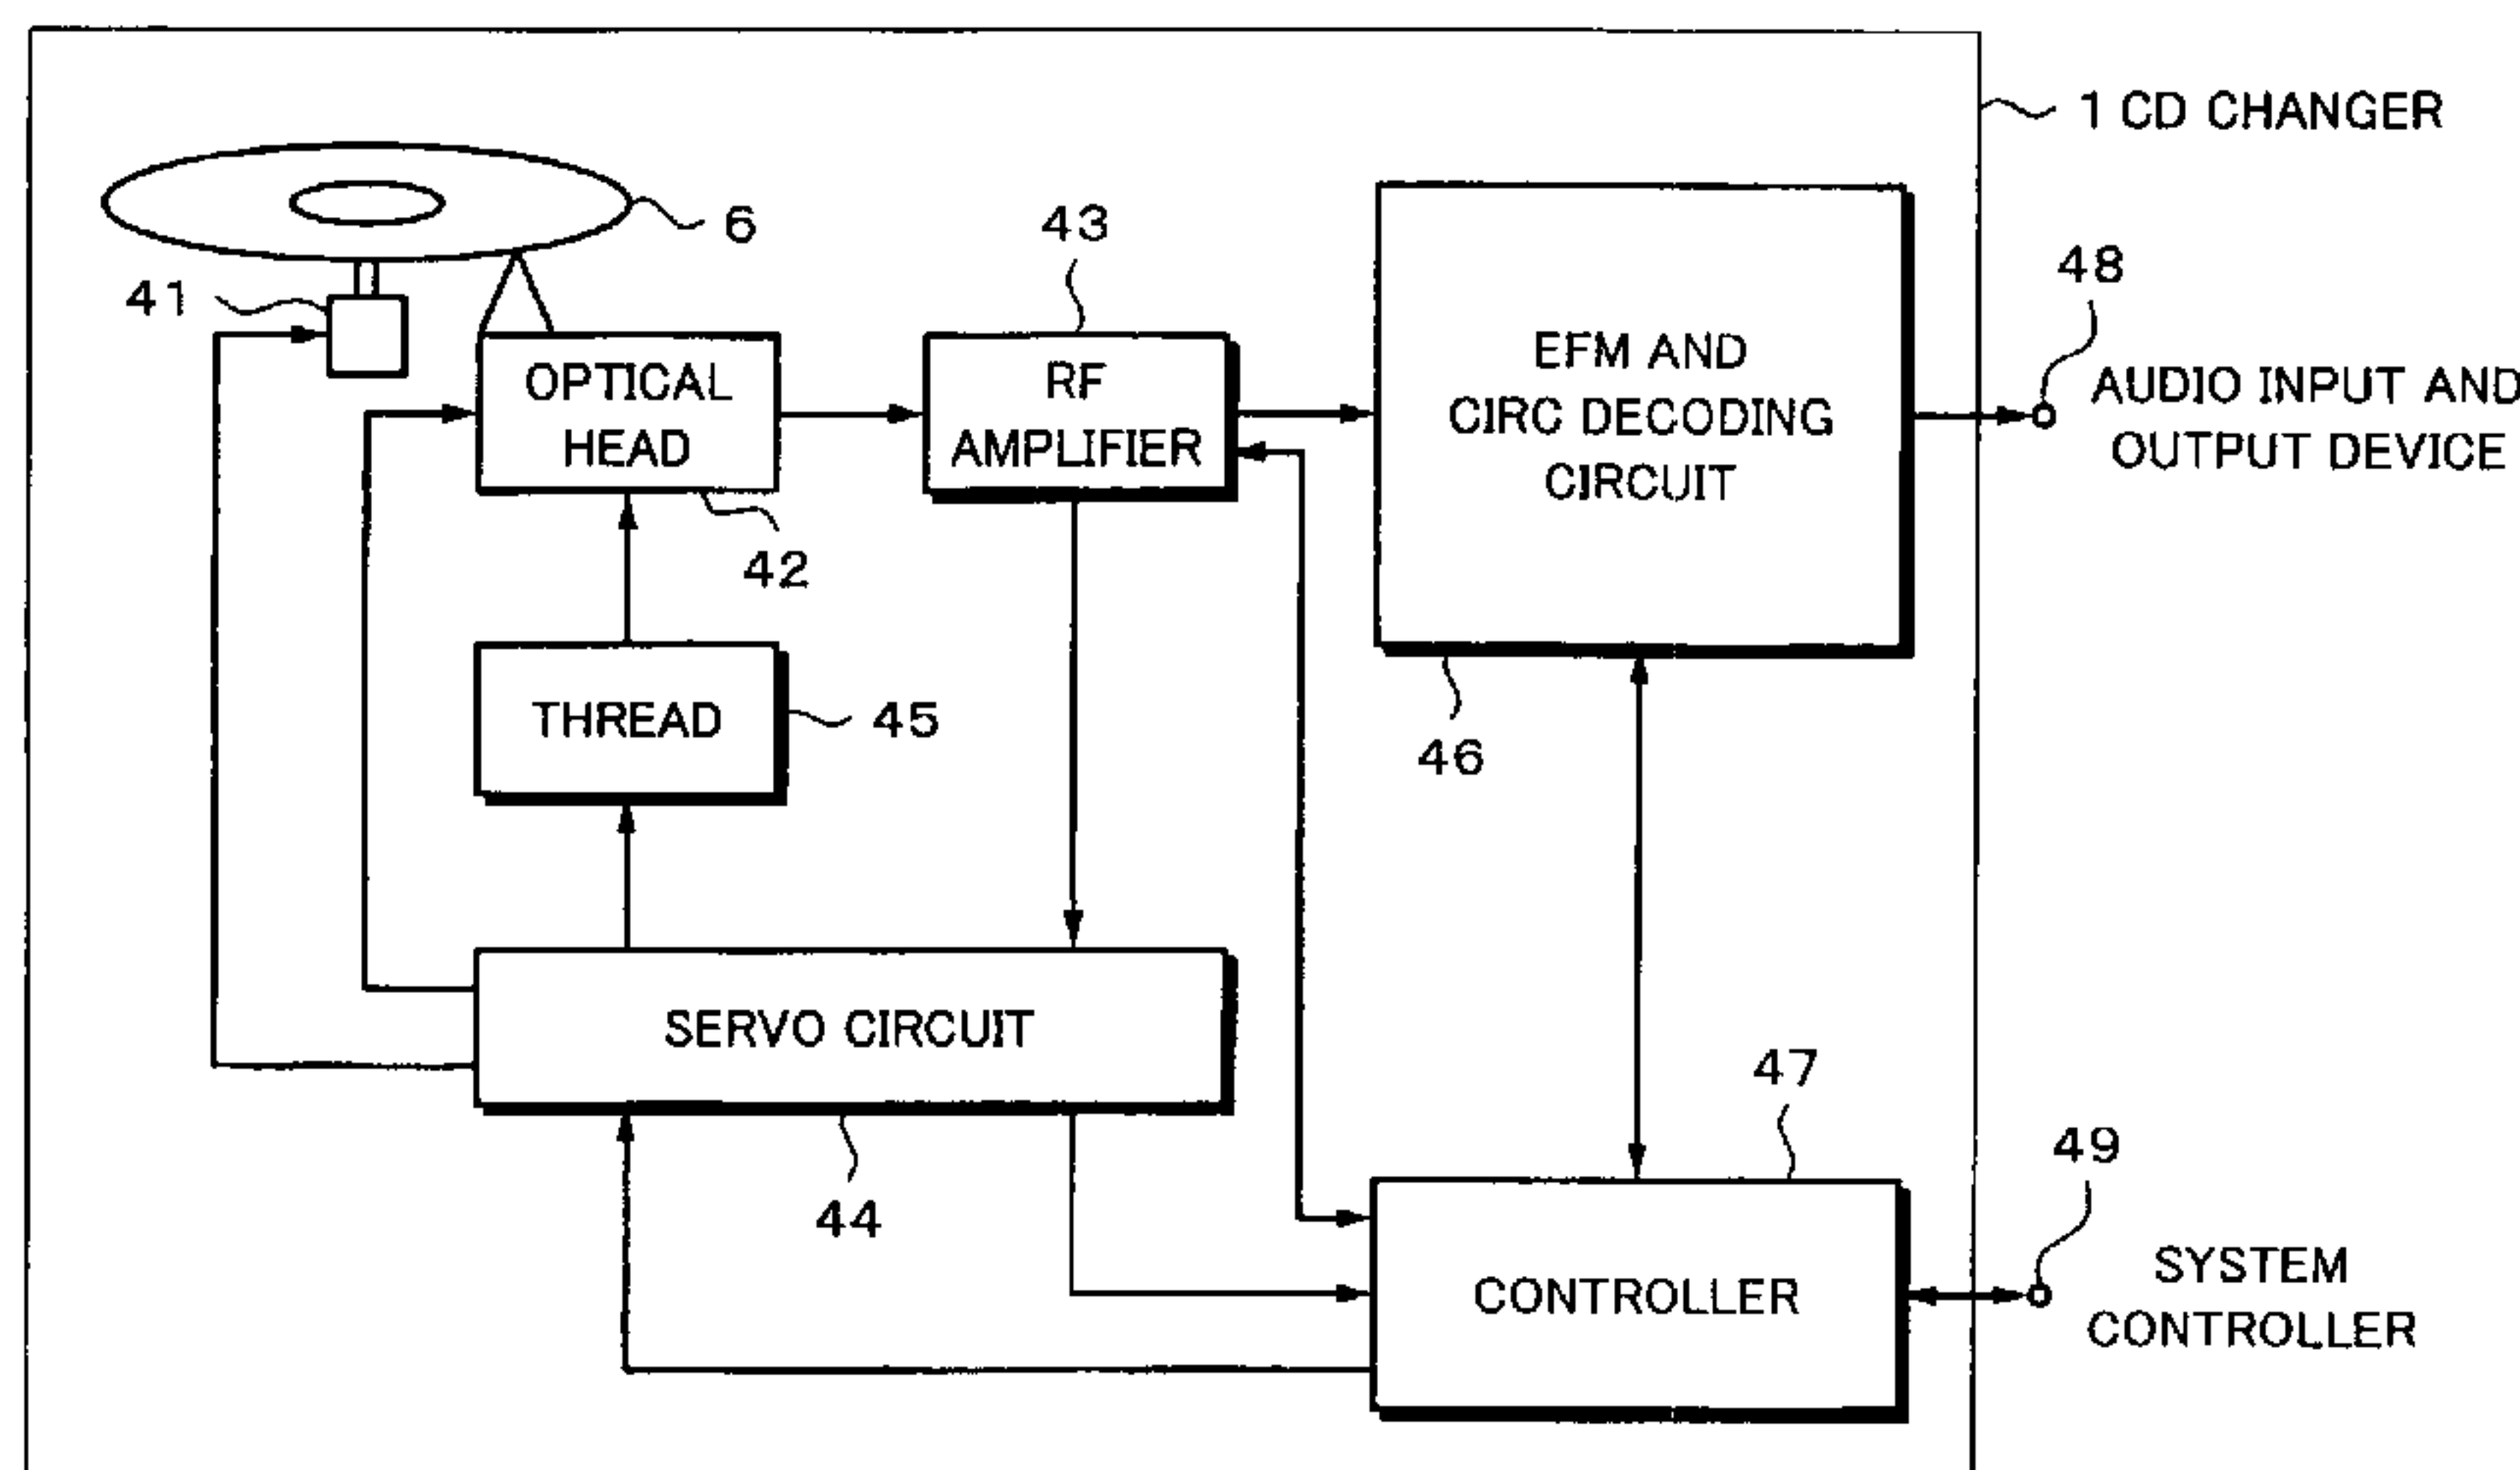 1 CD CHANGER
6
41
43
48
OPTICAL
HEAD
RF
AMPLIFIER
EFM AND
CIRC DECODING
CIRCUIT
AUDIO INPUT AND
OUTPUT DEVICE
42
THREAD
45
46
SERVO CIRCUIT
44
47
49
CONTROLLER
SYSTEM
CONTROLLER